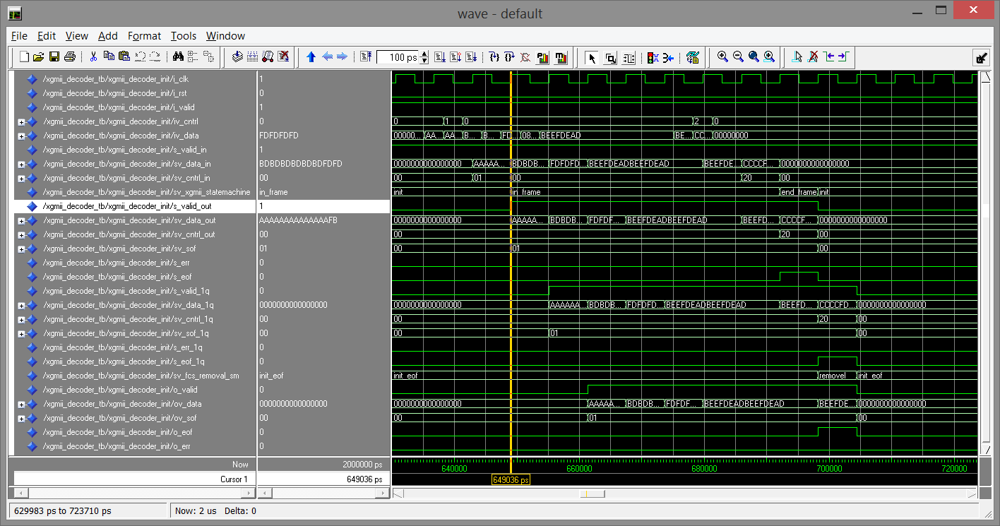 wave - default
File Edit View Add Format Tools Window
100 ps
/xgmii_decoder_tb/xgmii_decoder_init/i_clk 1
/xgmii_decoder_tb/xgmii_decoder_init/i_rst 0
/xgmii_decoder_tb/xgmii_decoder_init/i_valid 1
/xgmii_decoder_tb/xgmii_decoder_init/iv_cntrl 0 0 1 0 2 0
/xgmii_decoder_tb/xgmii_decoder_init/iv_data FDFDFDFD 00000... AA... AA... B... B... FD... 08... BEEFDEAD BE... CC... 00000000
/xgmii_decoder_tb/xgmii_decoder_init/s_valid_in 1
/xgmii_decoder_tb/xgmii_decoder_init/sv_data_in BDBDBDBDBDBDFDFD 0000000000000000 AAAAA... BDBDB... FDFDFD... BEEFDEADBEEFDEAD BEEFDE... CCCCF... 0000000000000000
/xgmii_decoder_tb/xgmii_decoder_init/sv_cntrl_in 00 00 01 00 20 00
/xgmii_decoder_tb/xgmii_decoder_init/sv_xgmii_statemachine in_frame init in_frame end_frame init
/xgmii_decoder_tb/xgmii_decoder_init/s_valid_out 1
/xgmii_decoder_tb/xgmii_decoder_init/sv_data_out AAAAAAAAAAAAAAFB 0000000000000000 AAAAA... BDBDB... FDFDF... BEEFDEADBEEFDEAD BEEFD... CCCCF... 0000000000000000
/xgmii_decoder_tb/xgmii_decoder_init/sv_cntrl_out 00 00 20 00
/xgmii_decoder_tb/xgmii_decoder_init/sv_sof 01 00 01 00
/xgmii_decoder_tb/xgmii_decoder_init/s_err 0
/xgmii_decoder_tb/xgmii_decoder_init/s_eof 0
/xgmii_decoder_tb/xgmii_decoder_init/s_valid_1q 0
/xgmii_decoder_tb/xgmii_decoder_init/sv_data_1q 0000000000000000 0000000000000000 AAAAAA... BDBDB... FDFDFD... BEEFDEADBEEFDEAD BEEFD... CCCCFD... 0000000000000000
/xgmii_decoder_tb/xgmii_decoder_init/sv_cntrl_1q 00 00 20 00
/xgmii_decoder_tb/xgmii_decoder_init/sv_sof_1q 00 00 01 00
/xgmii_decoder_tb/xgmii_decoder_init/s_err_1q 0
/xgmii_decoder_tb/xgmii_decoder_init/s_eof_1q 0
/xgmii_decoder_tb/xgmii_decoder_init/sv_fcs_removal_sm init_eof init_eof removel init_eof
/xgmii_decoder_tb/xgmii_decoder_init/o_valid 0
/xgmii_decoder_tb/xgmii_decoder_init/ov_data 0000000000000000 0000000000000000 AAAAA... BDBDB... FDFDF... BEEFDEADBEEFDEAD BEEFDE... 0000000000000000
/xgmii_decoder_tb/xgmii_decoder_init/ov_sof 00 00 01 00
/xgmii_decoder_tb/xgmii_decoder_init/o_eof 0
/xgmii_decoder_tb/xgmii_decoder_init/o_err 0
Now 2000000 ps 640000 660000 680000 700000 720000
Cursor 1 649036 ps 649036 ps
629983 ps to 723710 ps Now: 2 us Delta: 0